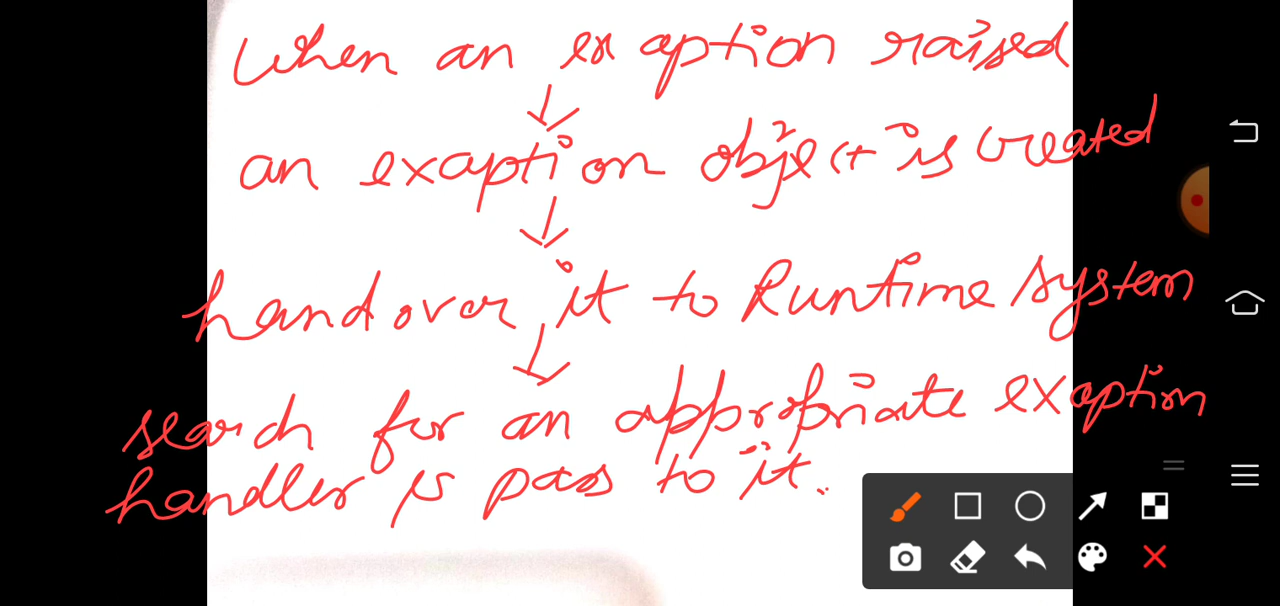 When an exaption raised
an exaption object is created
handover it to Runtime system
search for an appropriate exaption
handler is pass to it.